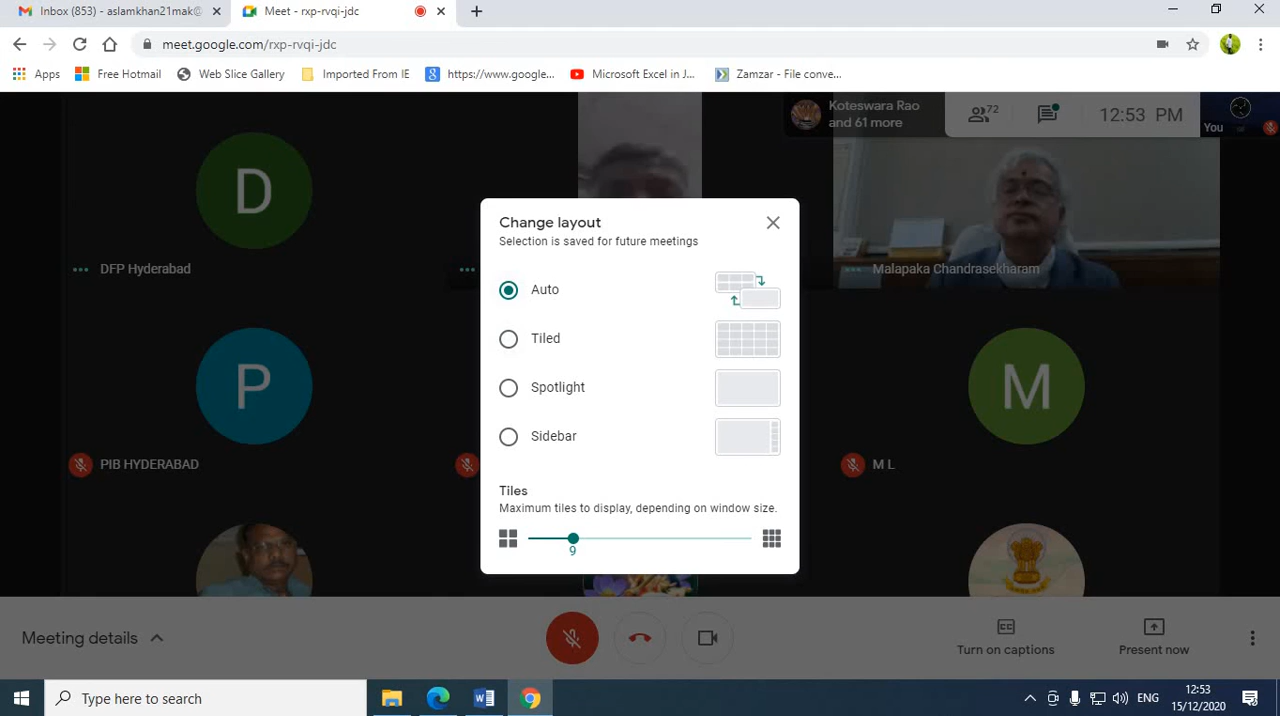 Inbox (853) - aslamkhan21mak@
Meet - rxp-rvqi-jdc
meet.google.com/rxp-rvqi-jdc
Apps
Free Hotmail
Web Slice Gallery
Imported From IE
https://www.google...
Microsoft Excel in J...
Zamzar - File conve...
Koteswara Rao
and 61 more
72
12:53 PM
You
D
DFP Hyderabad
Malapaka Chandrasekharam
Change layout
Selection is saved for future meetings
Auto
Tiled
Spotlight
Sidebar
Tiles
Maximum tiles to display, depending on window size.
9
P
PIB HYDERABAD
M
M L
Meeting details
CC
Turn on captions
Present now
Type here to search
W
ENG
12:53
15/12/2020